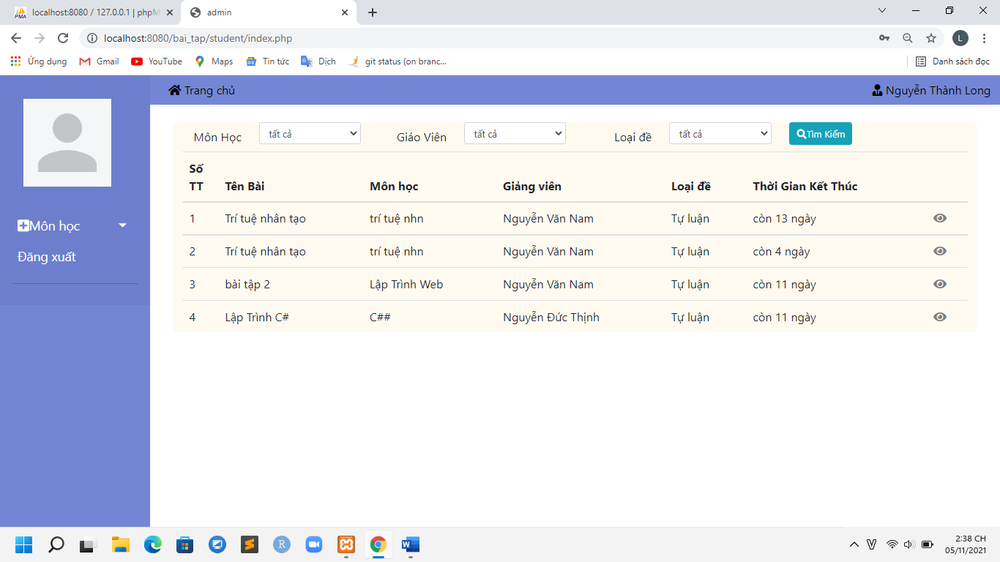 PMA localhost:8080 / 127.0.0.1 | phpM
admin
localhost:8080/bai_tap/student/index.php
L
Ứng dụng Gmail YouTube Maps Tin tức Dịch git status (on branc... Danh sách đọc
Trang chủ Nguyễn Thành Long
Môn học
Đăng xuất
Môn Học tất cả Giáo Viên tất cả Loại đề tất cả Tìm Kiếm
Số
TT Tên Bài Môn học Giảng viên Loại đề Thời Gian Kết Thúc
1 Trí tuệ nhân tạo trí tuệ nhn Nguyễn Văn Nam Tự luận còn 13 ngày
2 Trí tuệ nhân tạo trí tuệ nhn Nguyễn Văn Nam Tự luận còn 4 ngày
3 bài tập 2 Lập Trình Web Nguyễn Văn Nam Tự luận còn 11 ngày
4 Lập Trình C# C## Nguyễn Đức Thịnh Tự luận còn 11 ngày
2:38 CH
05/11/2021